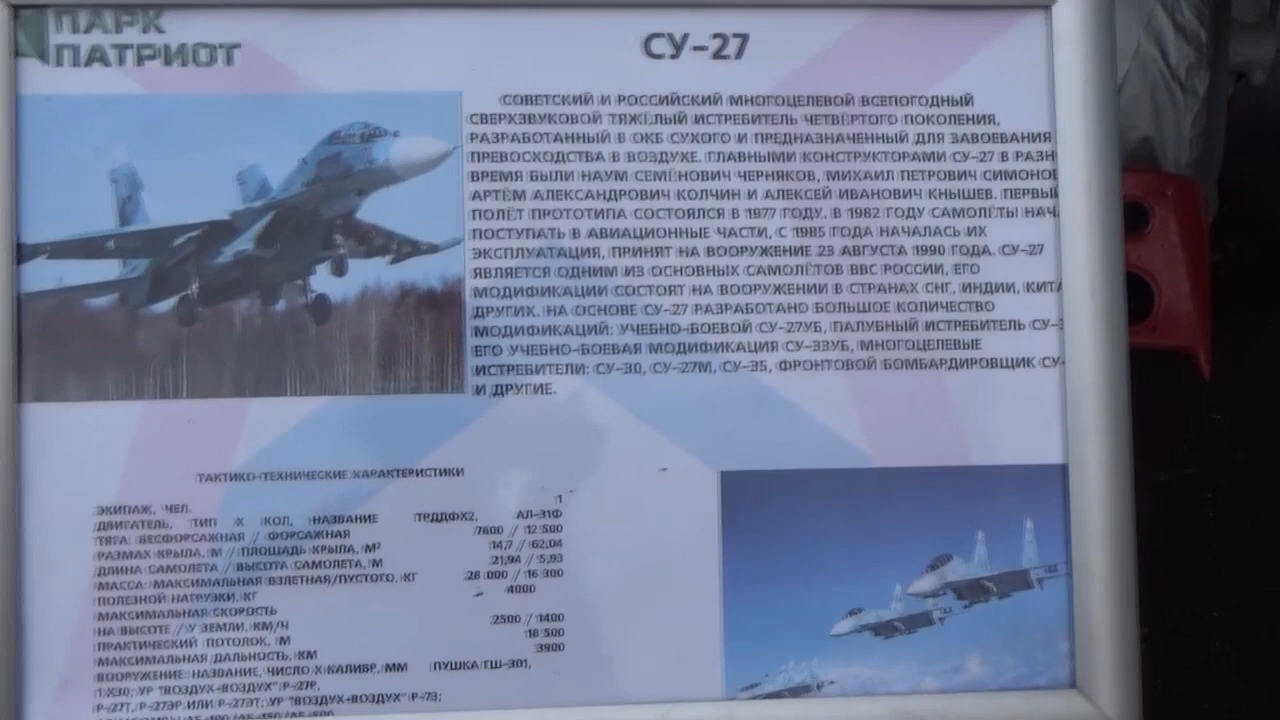 ПАРК
ПАТРИОТ
СУ-27
СОВЕТСКИЙ И РОССИЙСКИЙ МНОГОЦЕЛЕВОЙ ВСЕПОГОДНЫЙ
СВЕРХЗВУКОВОЙ ТЯЖЁЛЫЙ ИСТРЕБИТЕЛЬ ЧЕТВЁРТОГО ПОКОЛЕНИЯ,
РАЗРАБОТАННЫЙ В ОКБ СУХОГО И ПРЕДНАЗНАЧЕННЫЙ ДЛЯ ЗАВОЕВАНИЯ
ПРЕВОСХОДСТВА В ВОЗДУХЕ. ГЛАВНЫМИ КОНСТРУКТОРАМИ СУ-27 В РАЗН
ВРЕМЯ БЫЛИ НАУМ СЕМЁНОВИЧ ЧЕРНЯКОВ, МИХАИЛ ПЕТРОВИЧ СИМОНОВ
АРТЁМ АЛЕКСАНДРОВИЧ КОЛЧИН И АЛЕКСЕЙ ИВАНОВИЧ КНЫШЕВ. ПЕРВЫЙ
ПОЛЁТ ПРОТОТИПА СОСТОЯЛСЯ В 1977 ГОДУ. В 1982 ГОДУ САМОЛЁТЫ НАЧА
ПОСТУПАТЬ В АВИАЦИОННЫЕ ЧАСТИ, С 1985 ГОДА НАЧАЛАСЬ ИХ
ЭКСПЛУАТАЦИЯ, ПРИНЯТ НА ВООРУЖЕНИЕ 23 АВГУСТА 1990 ГОДА. СУ-27
ЯВЛЯЕТСЯ ОДНИМ ИЗ ОСНОВНЫХ САМОЛЁТОВ ВВС РОССИИ, ЕГО
МОДИФИКАЦИИ СОСТОЯТ НА ВООРУЖЕНИИ В СТРАНАХ СНГ, ИНДИИ, КИТА
ДРУГИХ. НА ОСНОВЕ СУ-27 РАЗРАБОТАНО БОЛЬШОЕ КОЛИЧЕСТВО
МОДИФИКАЦИЙ: УЧЕБНО-БОЕВОЙ СУ-27УБ, ПАЛУБНЫЙ ИСТРЕБИТЕЛЬ СУ-3
ЕГО УЧЕБНО-БОЕВАЯ МОДИФИКАЦИЯ СУ-33УБ, МНОГОЦЕЛЕВЫЕ
ИСТРЕБИТЕЛИ: СУ-30, СУ-27М, СУ-35, ФРОНТОВОЙ БОМБАРДИРОВЩИК СУ-
И ДРУГИЕ.
ТАКТИКО-ТЕХНИЧЕСКИЕ ХАРАКТЕРИСТИКИ
ЭКИПАЖ, ЧЕЛ. 1
ДВИГАТЕЛЬ, ТИП X КОЛ, НАЗВАНИЕ ТРДДФX2, АЛ-31Ф
ТЯГА: БЕСФОРСАЖНАЯ // ФОРСАЖНАЯ 7600 // 12 500
РАЗМАХ КРЫЛА, М // ПЛОЩАДЬ КРЫЛА, М² 14,7 // 62,04
ДЛИНА САМОЛЕТА // ВЫСОТА САМОЛЕТА, М 21,94 // 5,93
МАССА: МАКСИМАЛЬНАЯ ВЗЛЕТНАЯ/ПУСТОГО, КГ 28 000 // 16 300
ПОЛЕЗНОЙ НАГРУЗКИ, КГ 4000
МАКСИМАЛЬНАЯ СКОРОСТЬ
НА ВЫСОТЕ // У ЗЕМЛИ, КМ/Ч 2500 // 1400
ПРАКТИЧЕСКИЙ ПОТОЛОК, М 18 500
МАКСИМАЛЬНАЯ ДАЛЬНОСТЬ, КМ 3900
ВООРУЖЕНИЕ: НАЗВАНИЕ, ЧИСЛО X КАЛИБР, ММ ПУШКА ГШ-301,
1 X30; УР "ВОЗДУХ-ВОЗДУХ" Р-27Р,
Р-27Т, Р-27ЭР ИЛИ Р-27ЭТ; УР "ВОЗДУХ-ВОЗДУХ" Р-73;